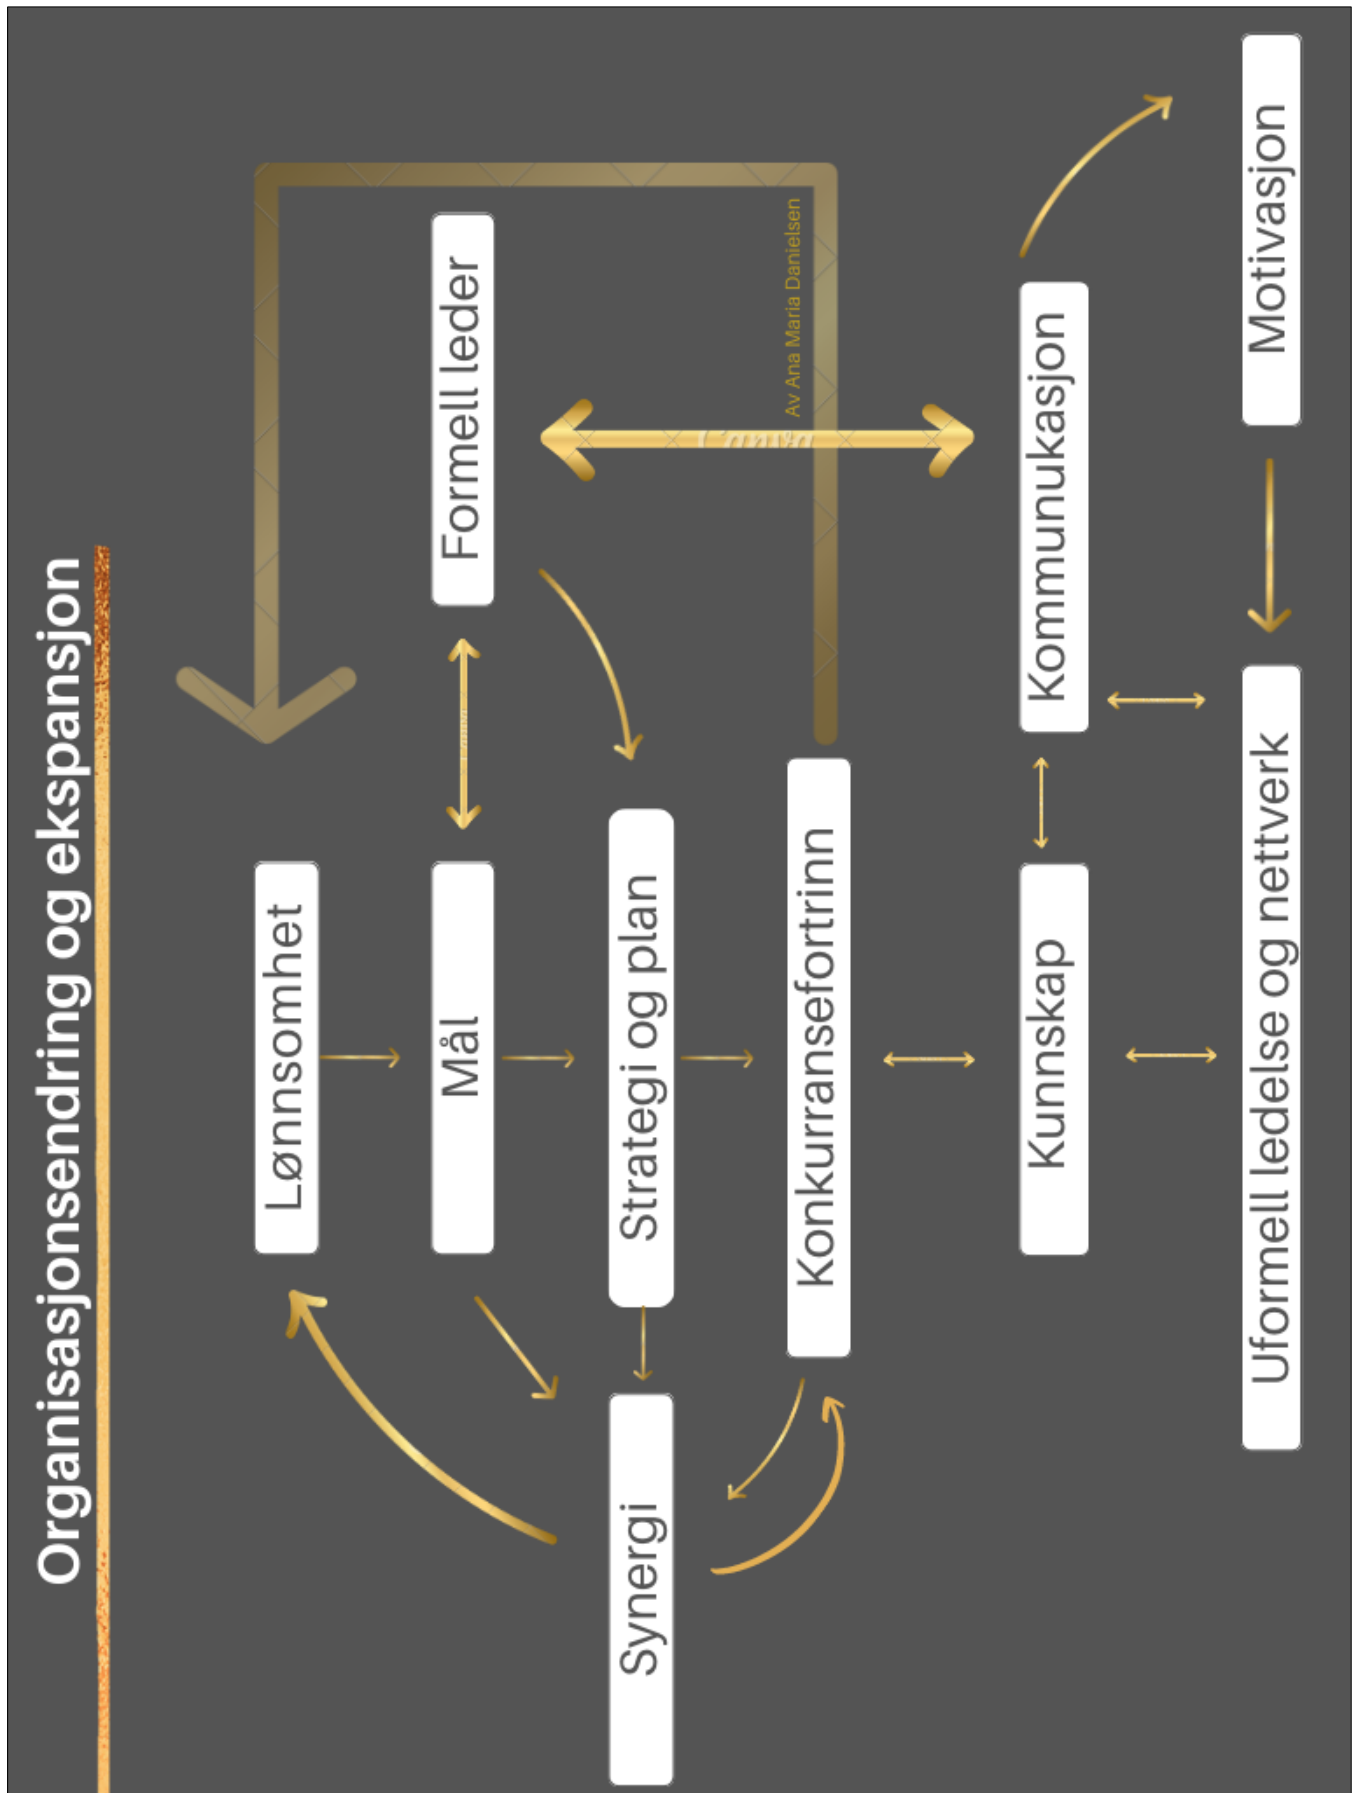 Organisasjonsendring og ekspansjon
Lønnsomhet
Mål
Formell leder
Synergi
Strategi og plan
Av Ana Maria Danielsen
Canva
Konkurransefortrinn
Kunnskap
Kommunukasjon
Uformell ledelse og nettverk
Motivasjon